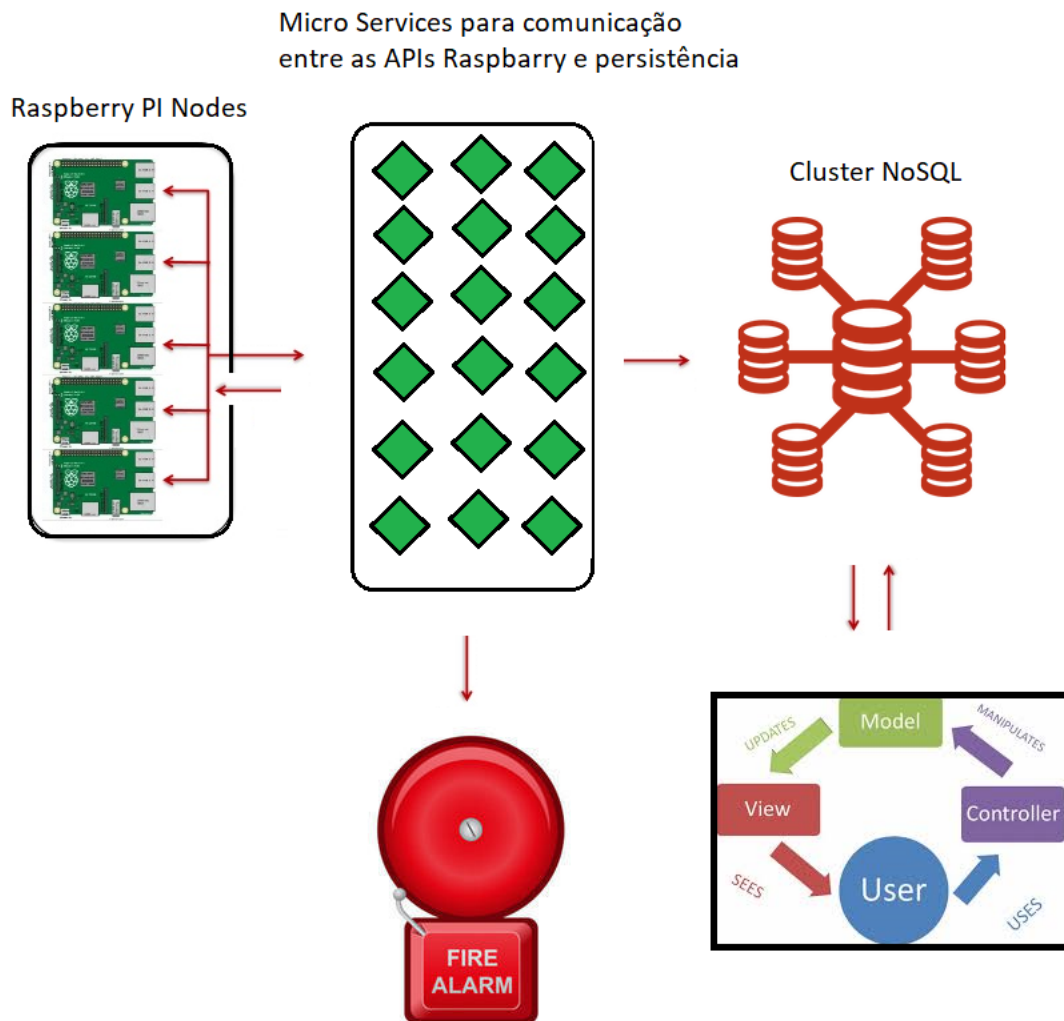 Micro Services para comunicação
entre as APIs Raspbarry e persistência
Raspberry PI Nodes
Cluster NoSQL
Model
UPDATES
MANIPULATES
View
Controller
SEES
User
USES
FIRE
ALARM